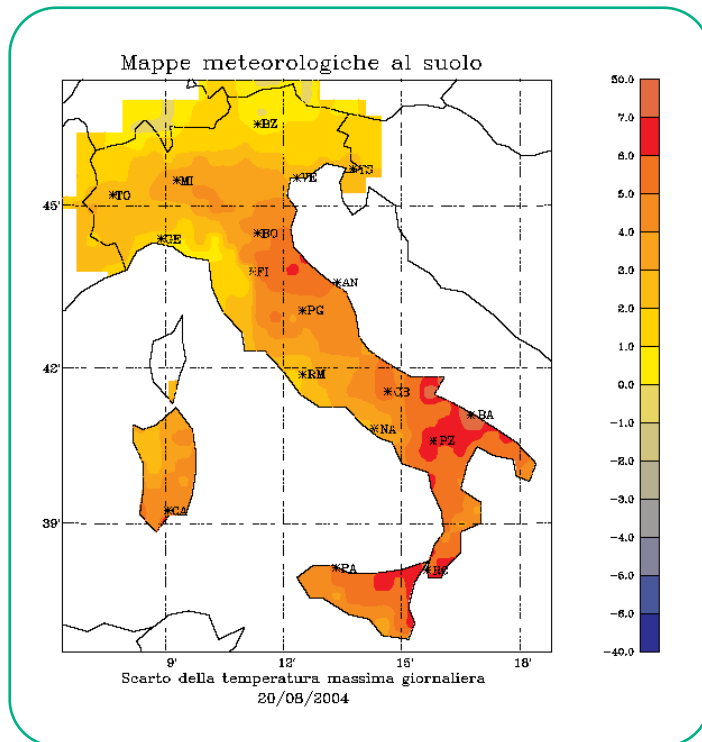 Mappe meteorologiche al suolo
50.0
7.0
6.0
5.0
4.0
3.0
2.0
1.0
0.0
-1.0
-2.0
-3.0
-4.0
-5.0
-6.0
-40.0
BZ
MI
TS
VE
TO
45'
GE
BO
FI
AN
PG
42'
RM
CB
BA
NA
PZ
CA
39'
PA
RC
9' 12' 15' 18'
Scarto della temperatura massima giornaliera
20/08/2004